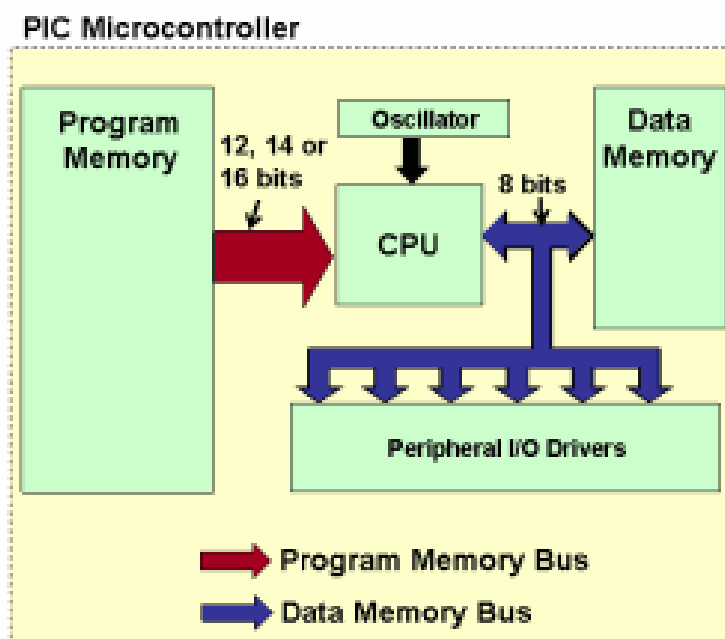 PIC Microcontroller
Program
Memory
12, 14 or
16 bits
Oscillator
CPU
8 bits
Data
Memory
Peripheral I/O Drivers
Program Memory Bus
Data Memory Bus